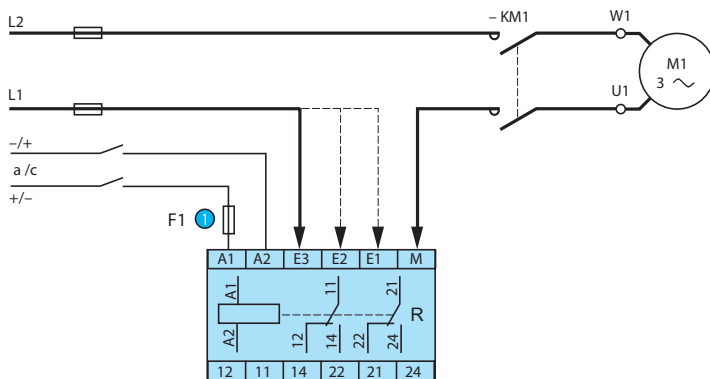 L2
– KM1
W1
M1
3
U1
L1
–/+
a /c
+/–
F1 1
A1 A2 E3 E2 E1 M
A1
11
21
R
A2
12
14
22
24
12 11 14 22 21 24